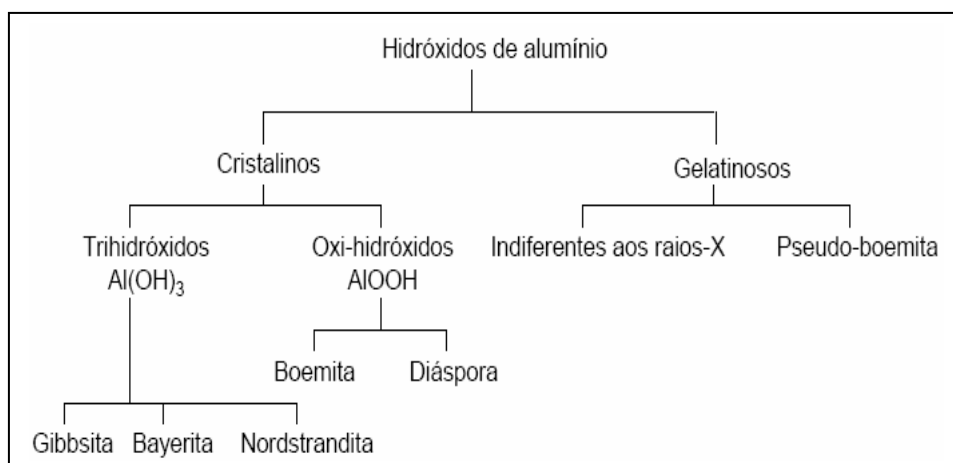 Hidróxidos de alumínio
Cristalinos
Gelatinosos
Trihidróxidos
Al(OH)₃
Oxi-hidróxidos
AlOOH
Indiferentes aos raios-X
Pseudo-boemita
Boemita
Diáspora
Gibbsita
Bayerita
Nordstrandita